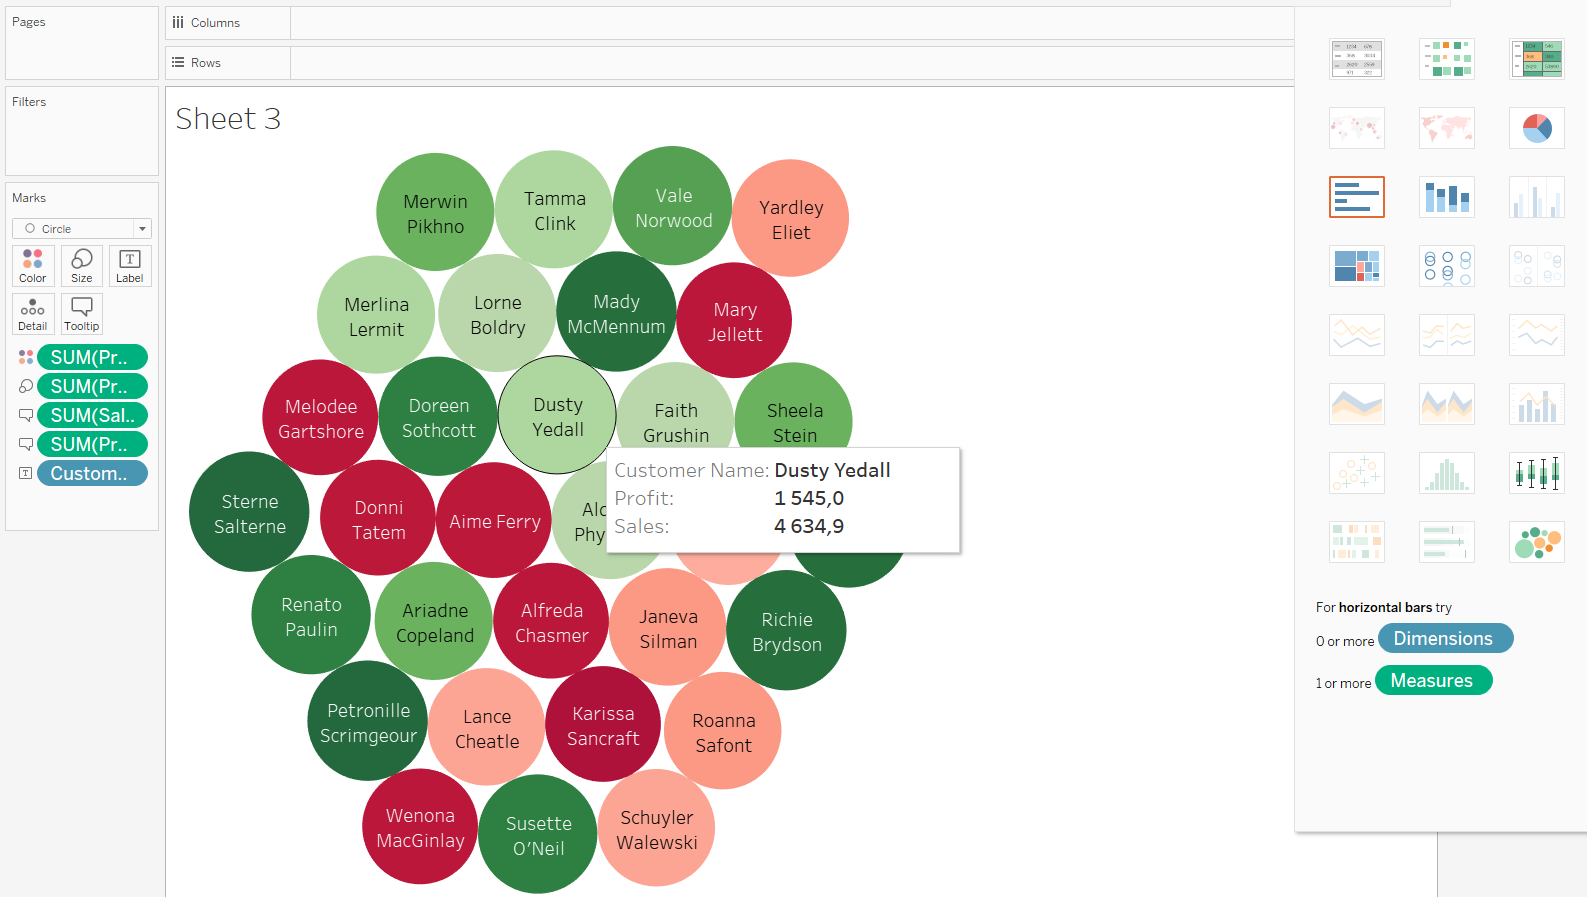 Pages
Columns
Rows
Filters
Marks
Circle
Color
Size
Label
Detail
Tooltip
SUM(Pr..
SUM(Pr..
SUM(Sal..
SUM(Pr..
Custom..
Sheet 3
Merwin
Pikhno
Tamma
Clink
Vale
Norwood
Yardley
Eliet
Merlina
Lermit
Lorne
Boldry
Mady
McMennum
Mary
Jellett
Melodee
Gartshore
Doreen
Sothcott
Dusty
Yedall
Faith
Grushin
Sheela
Stein
Customer Name: Dusty Yedall
Profit: 1 545,0
Sales: 4 634,9
Sterne
Salterne
Donni
Tatem
Aime Ferry
Renato
Paulin
Ariadne
Copeland
Alfreda
Chasmer
Janeva
Silman
Richie
Brydson
Petronille
Scrimgeour
Lance
Cheatle
Karissa
Sancraft
Roanna
Safont
Wenona
MacGinlay
Susette
O'Neil
Schuyler
Walewski
For horizontal bars try
0 or more Dimensions
1 or more Measures